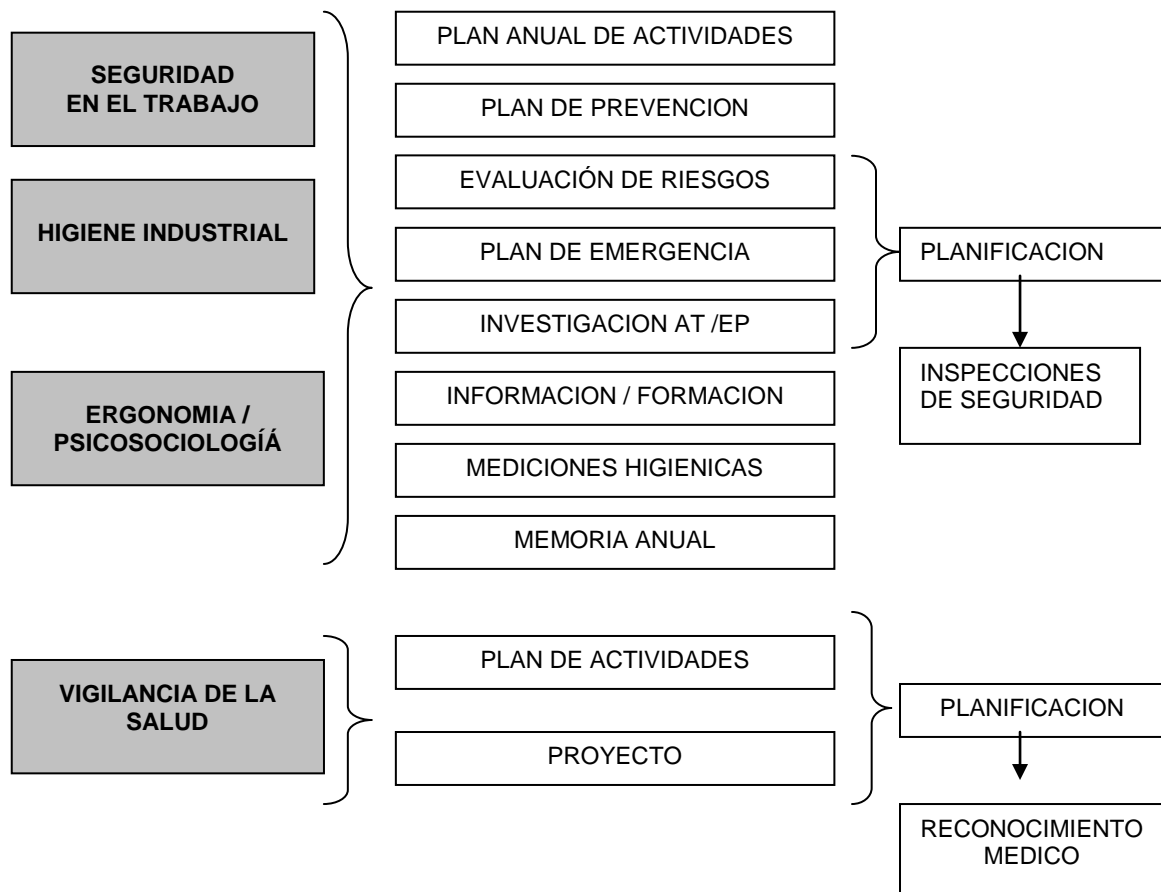 SEGURIDAD
EN EL TRABAJO
HIGIENE INDUSTRIAL
ERGONOMIA /
PSICOSOCIOLOGÍÁ
PLAN ANUAL DE ACTIVIDADES
PLAN DE PREVENCION
EVALUACIÓN DE RIESGOS
PLAN DE EMERGENCIA
INVESTIGACION AT /EP
INFORMACION / FORMACION
MEDICIONES HIGIENICAS
MEMORIA ANUAL
PLANIFICACION
INSPECCIONES
DE SEGURIDAD
VIGILANCIA DE LA
SALUD
PLAN DE ACTIVIDADES
PROYECTO
PLANIFICACION
RECONOCIMIENTO
MEDICO